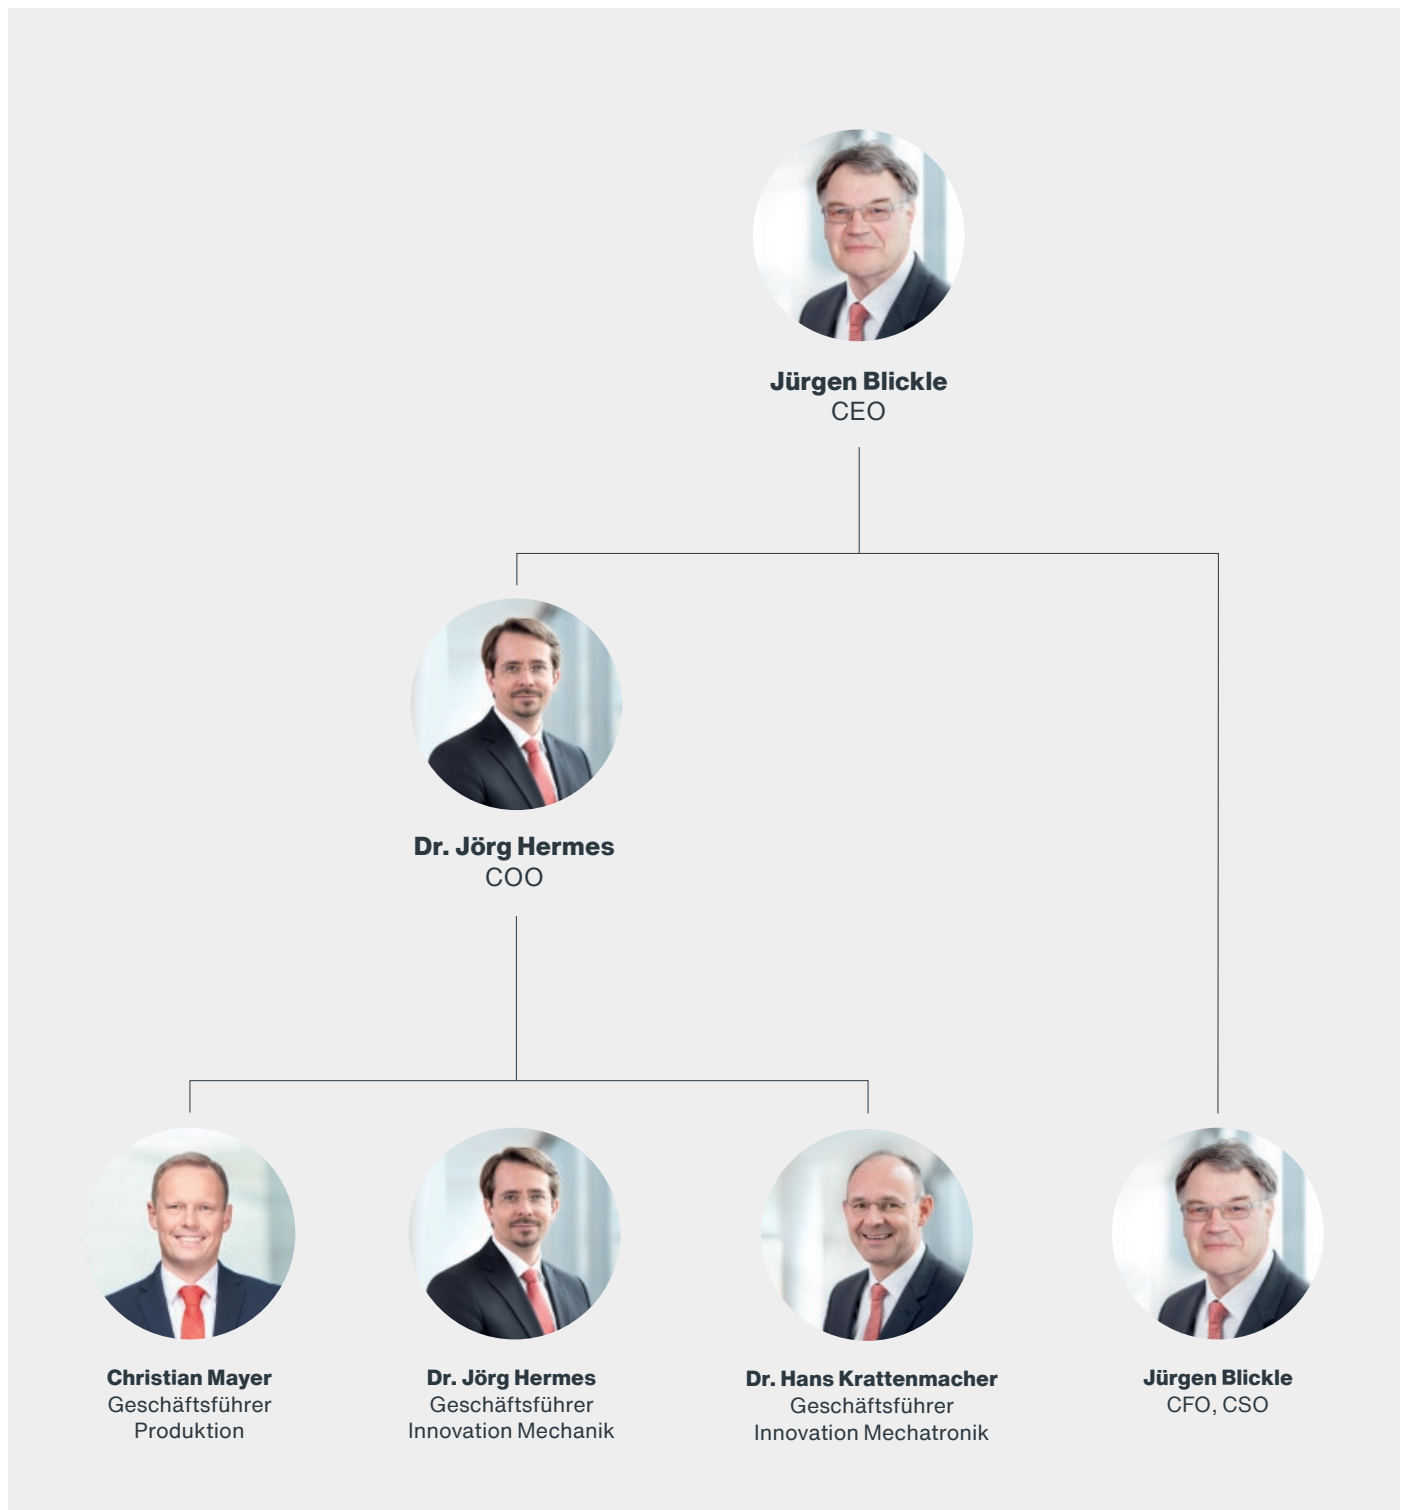 Jürgen Blickle
CEO
Dr. Jörg Hermes
COO
Christian Mayer
Geschäftsführer
Produktion
Dr. Jörg Hermes
Geschäftsführer
Innovation Mechanik
Dr. Hans Krattenmacher
Geschäftsführer
Innovation Mechatronik
Jürgen Blickle
CFO, CSO